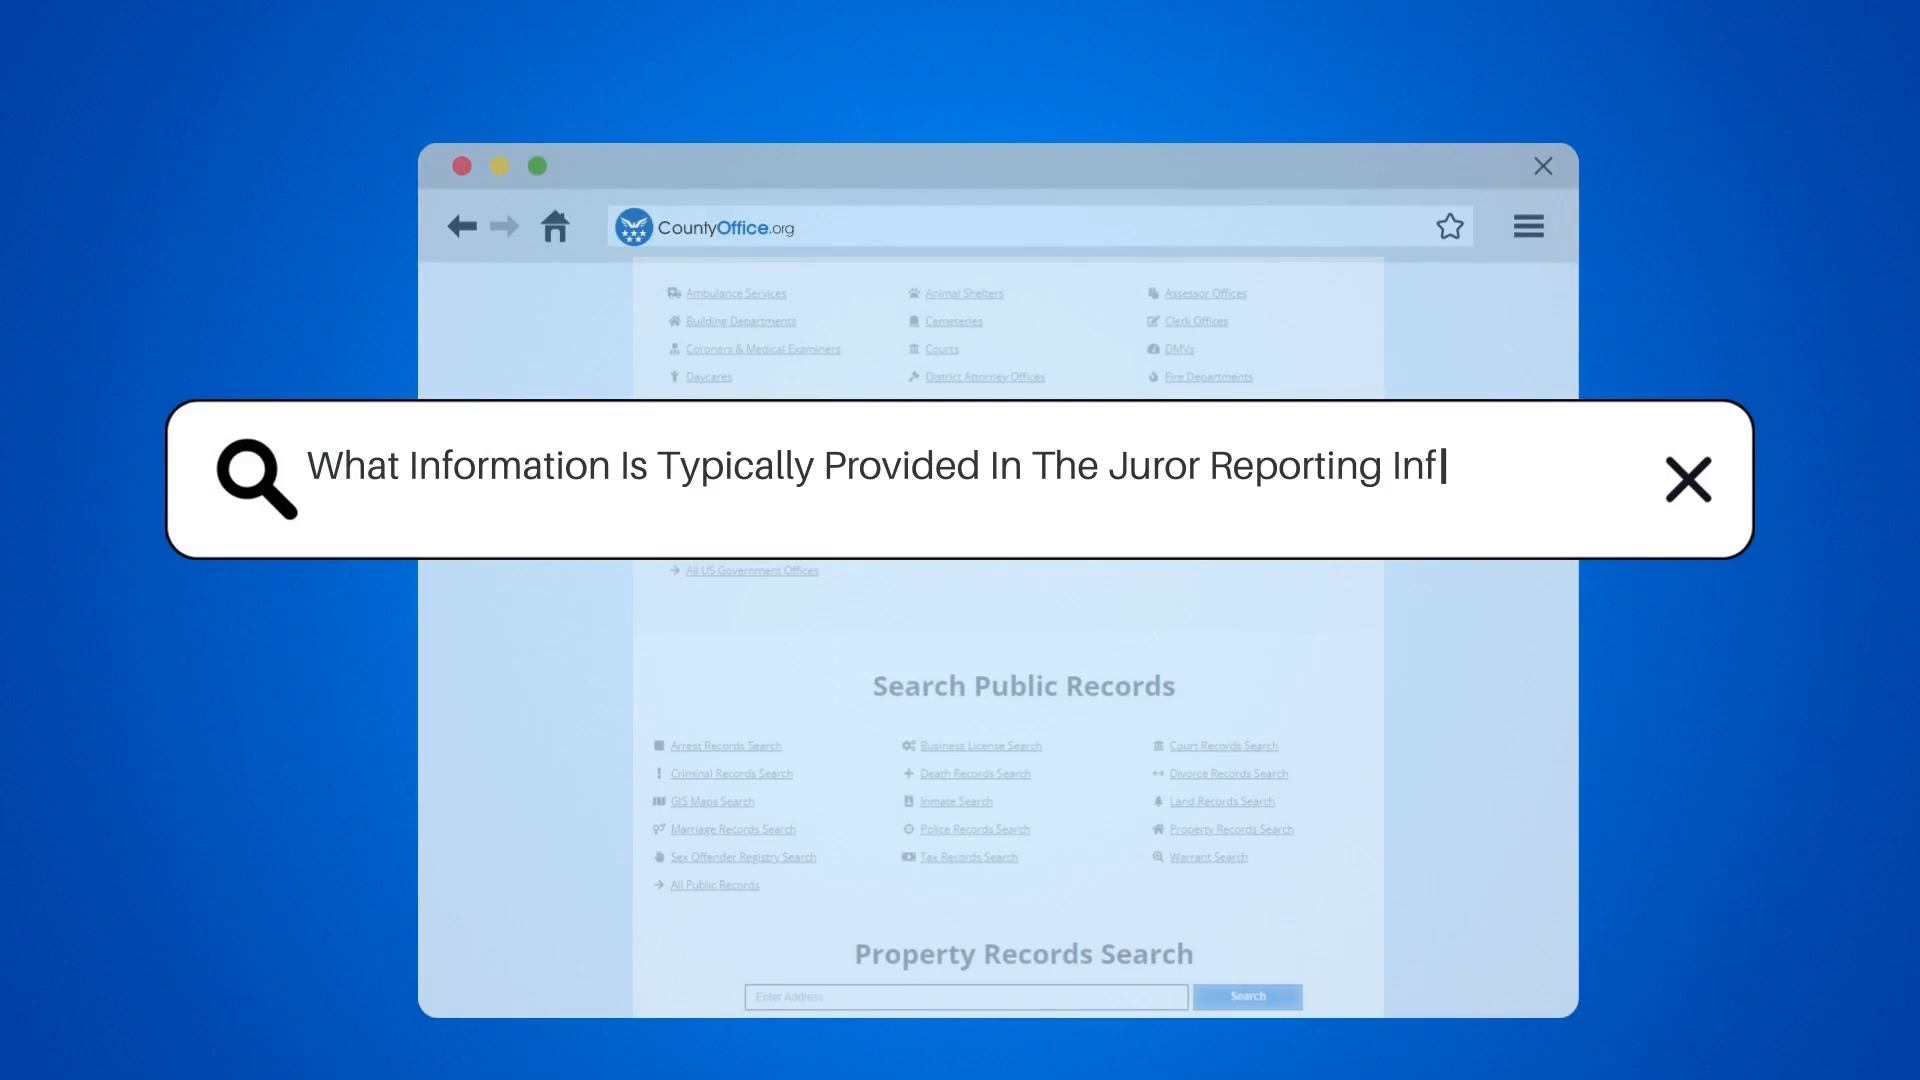 CountyOffice.org
Ambulance Services Animal Shelters Assessor Offices
Building Departments Cemeteries Clerk Offices
Coroners & Medical Examiners Courts DMVs
Daycares District Attorney Offices Fire Departments
What Information Is Typically Provided In The Juror Reporting Inf
All US Government Offices
Search Public Records
Arrest Records Search Business License Search Court Records Search
Criminal Records Search Death Records Search Divorce Records Search
GIS Maps Search Inmate Search Land Records Search
Marriage Records Search Police Records Search Property Records Search
Sex Offender Registry Search Tax Records Search Warrant Search
All Public Records
Property Records Search
Enter Address Search